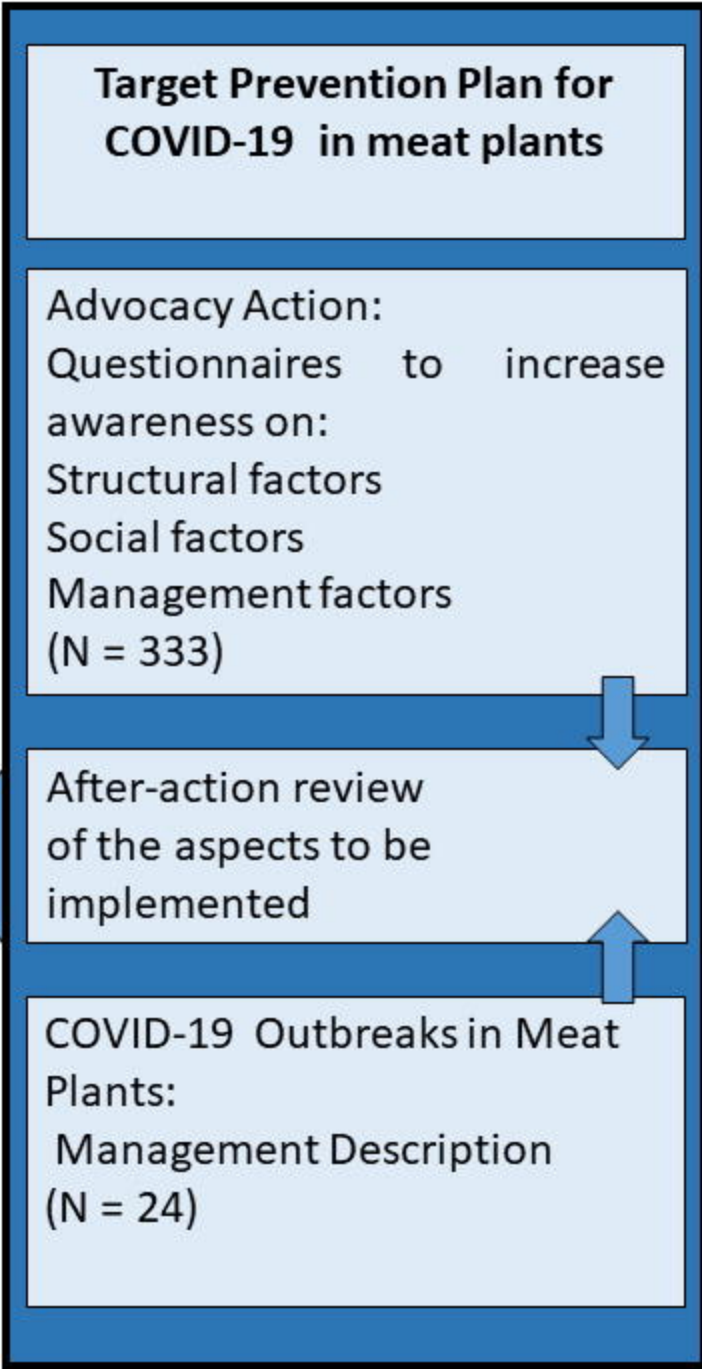 Target Prevention Plan for
COVID-19 in meat plants
Advocacy Action:
Questionnaires to increase
awareness on:
Structural factors
Social factors
Management factors
(N = 333)
After-action review
of the aspects to be
implemented
COVID-19 Outbreaks in Meat
Plants:
Management Description
(N = 24)